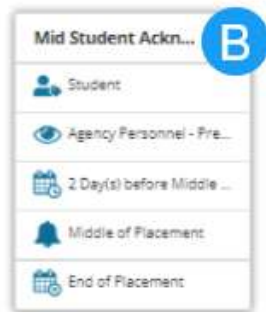 Mid Student Ackn...
B
Student
Agency Personnel - Pre...
2 Day(s) before Middle ...
Middle of Placement
End of Placement